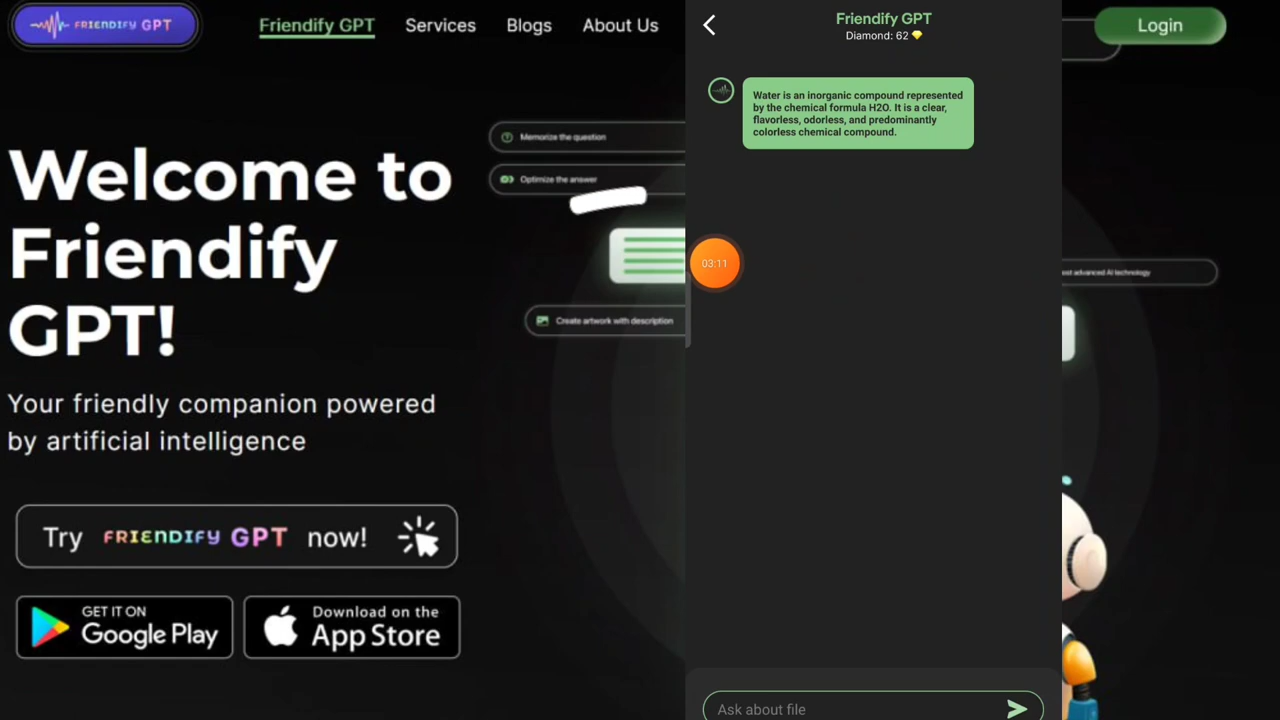 FRIENDIFY GPT
Friendify GPT
Services
Blogs
About Us
Login
Welcome to
Friendify
GPT!
Your friendly companion powered
by artificial intelligence
Try FRIENDIFY GPT now!
GET IT ON
Google Play
Download on the
App Store
Memorize the question
Optimize the answer
Create artwork with description
Friendify GPT
Diamond: 62
Water is an inorganic compound represented
by the chemical formula H2O. It is a clear,
flavorless, odorless, and predominantly
colorless chemical compound.
03:11
Ask about file
advanced AI technology